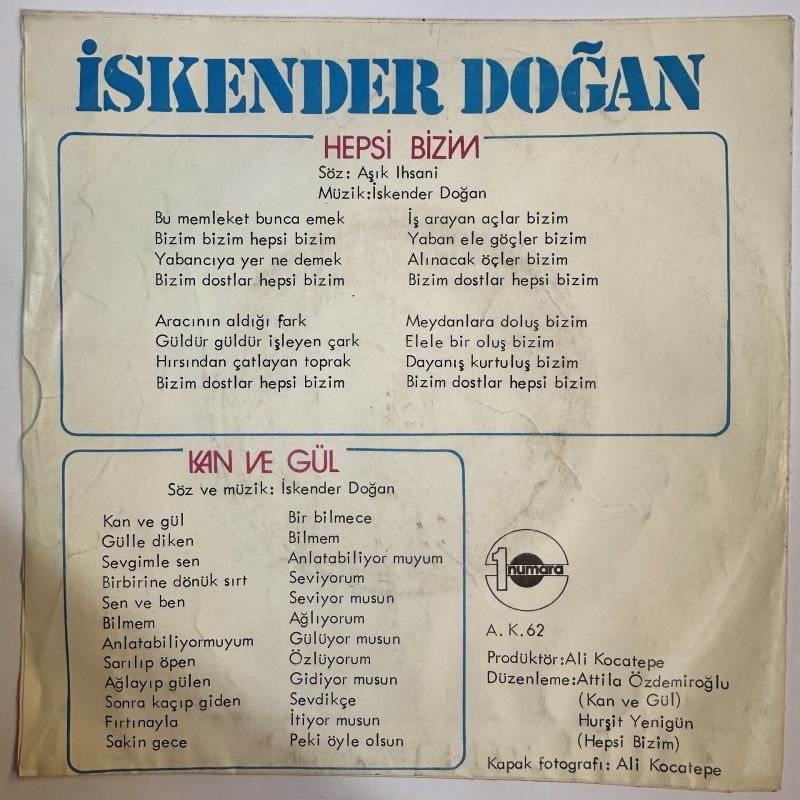 İSKENDER DOĞAN
HEPSİ BİZİM
Söz: Aşık Ihsani
Müzik:İskender Doğan
Bu memleket bunca emek
Bizim bizim hepsi bizim
Yabancıya yer ne demek
Bizim dostlar hepsi bizim
Aracının aldığı fark
Güldür güldür işleyen çark
Hırsından çatlayan toprak
Bizim dostlar hepsi bizim
İş arayan açlar bizim
Yaban ele göçler bizim
Alınacak öçler bizim
Bizim dostlar hepsi bizim
Meydanlara doluş bizim
Elele bir oluş bizim
Dayanış kurtuluş bizim
Bizim dostlar hepsi bizim
KAN VE GÜL
Söz ve müzik: İskender Doğan
Kan ve gül
Gülle diken
Sevgimle sen
Birbirine dönük sırt
Sen ve ben
Bilmem
Anlatabiliyormuyum
Sarılıp öpen
Ağlayıp gülen
Sonra kaçıp giden
Fırtınayla
Sakin gece
Bir bilmece
Bilmem
Anlatabiliyor muyum
Seviyorum
Seviyor musun
Ağlıyorum
Gülüyor musun
Özlüyorum
Gidiyor musun
Sevdikçe
İtiyor musun
Peki öyle olsun
1 numara
A. K. 62
Prodüktör: Ali Kocatepe
Düzenleme: Attila Özdemiroğlu
(Kan ve Gül)
Hurşit Yenigün
(Hepsi Bizim)
Kapak fotografı: Ali Kocatepe